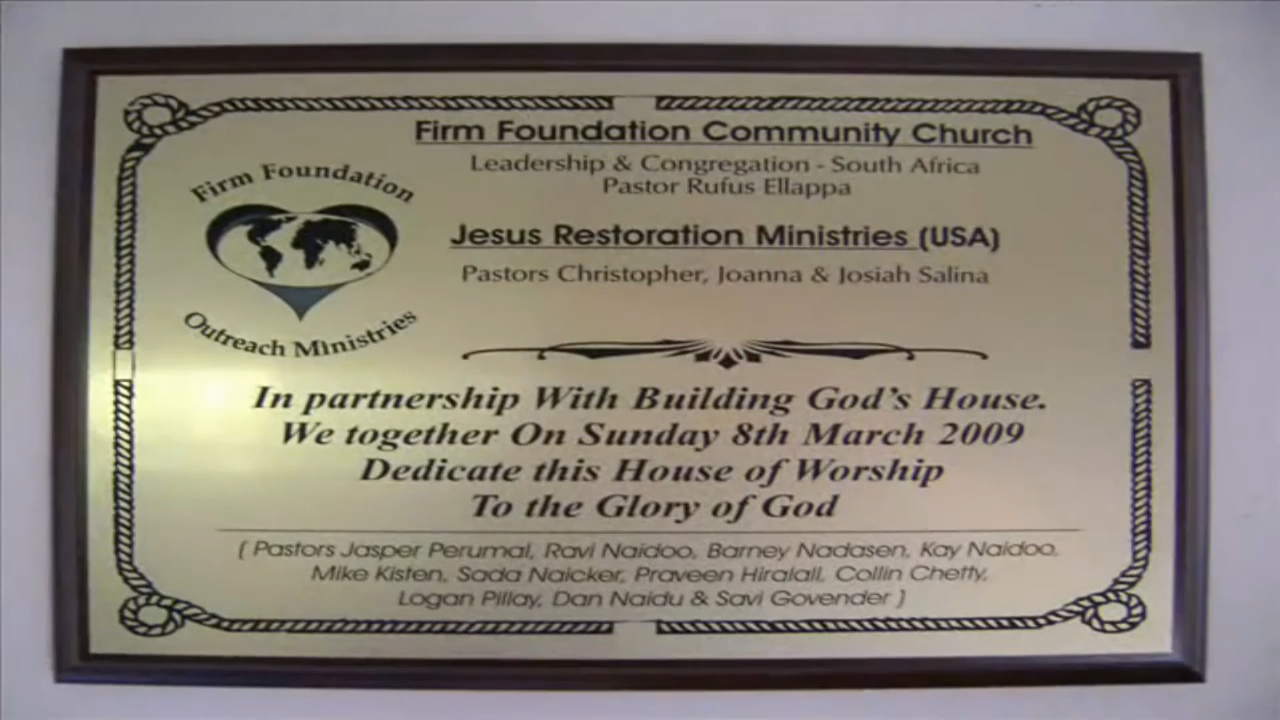 Firm Foundation Community Church
Leadership & Congregation - South Africa
Pastor Rufus Ellappa
Firm Foundation
Outreach Ministries
Jesus Restoration Ministries (USA)
Pastors Christopher, Joanna & Josiah Salina
In partnership With Building God's House.
We together On Sunday 8th March 2009
Dedicate this House of Worship
To the Glory of God
( Pastors Jasper Perumal, Ravi Naidoo, Barney Nadasen, Kay Naidoo,
Mike Kisten, Sada Naicker, Praveen Hiralall, Collin Chetty,
Logan Pillay, Dan Naidu & Savi Govender )